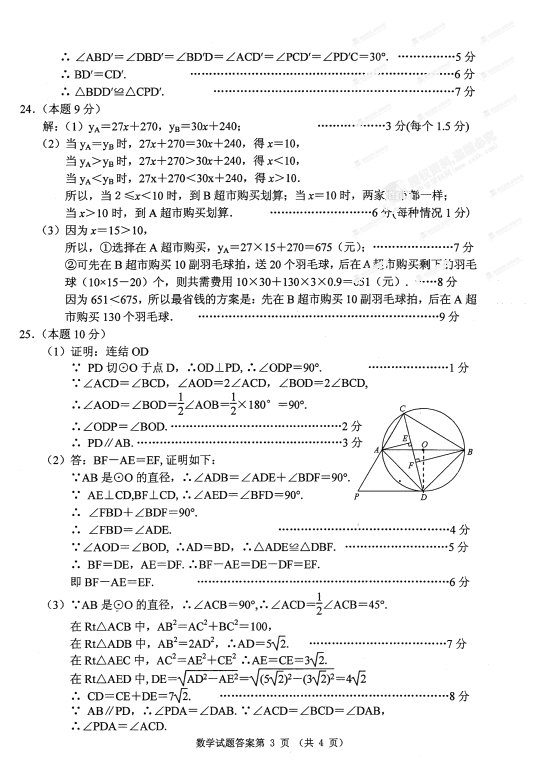 ∴ ∠ABD′=∠DBD′=∠BD′D=∠ACD′=∠PCD′=∠PD′C=30°. ……………5 分
∴ BD′=CD′. ……………6 分
∴ △BDD′≌△CPD′. ……………7 分
24.(本题 9 分)
解:(1)yA=27x+270,yB=30x+240; ……………3 分(每个 1.5 分)
(2)当 yA=yB 时,27x+270=30x+240,得 x=10,
当 yA>yB 时,27x+270>30x+240,得 x<10,
当 yA<yB 时,27x+270<30x+240,得 x>10.
所以,当 2≤x<10 时,到 B 超市购买划算;当 x=10 时,两家 都一样;
当 x>10 时,到 A 超市购买划算. ……………6 分(每种情况 1 分)
(3)因为 x=15>10,
所以,①选择在 A 超市购买,yA=27×15+270=675(元); ……………7 分
②可先在 B 超市购买 10 副羽毛球拍,送 20 个羽毛球,后在 A 超市购买剩下的羽毛
球(10×15-20)个,则共需费用 10×30+130×3×0.9=651(元). ……8 分
因为 651<675,所以最省钱的方案是:先在 B 超市购买 10 副羽毛球拍,后在 A 超
市购买 130 个羽毛球. ……………9 分
25.(本题 10 分)
(1)证明:连结 OD
∵ PD 切⊙O 于点 D,∴OD⊥PD,∴∠ODP=90°. ……………1 分
∵∠ACD=∠BCD,∠AOD=2∠ACD,∠BOD=2∠BCD,
∴∠AOD=∠BOD=1/2∠AOB=1/2×180°=90°.
∴∠ODP=∠BOD. ……………2 分
∴ PD∥AB. ……………3 分
(2)答:BF-AE=EF,证明如下:
∵AB 是⊙O 的直径,∴∠ADB=∠ADE+∠BDF=90°.
∵ AE⊥CD,BF⊥CD,∴∠AED=∠BFD=90°.
∴ ∠FBD+∠BDF=90°.
∴ ∠FBD=∠ADE. ……………4 分
∵∠AOD=∠BOD, ∴AD=BD,∴△ADE≌△DBF. ……………5 分
∴ BF=DE,AE=DF.∴BF-AE=DE-DF=EF.
即 BF-AE=EF. ……………6 分
(3)∵AB 是⊙O 的直径,∴∠ACB=90°,∴∠ACD=1/2∠ACB=45°.
在 Rt△ACB 中,AB²=AC²+BC²=100,
在 Rt△ADB 中,AB²=2AD²,∴AD=5√2. ……………7 分
在 Rt△AEC 中,AC²=AE²+CE² ∴AE=CE=3√2.
在 Rt△AED 中,DE=√(AD²-AE²)=√((5√2)²-(3√2)²)=4√2
∴ CD=CE+DE=7√2. ……………8 分
∵ AB∥PD,∴∠PDA=∠DAB.∵∠ACD=∠BCD=∠DAB,
∴∠PDA=∠ACD.
C
E
A
O
B
F
P
D
数学试题答案第 3 页 (共 4 页)